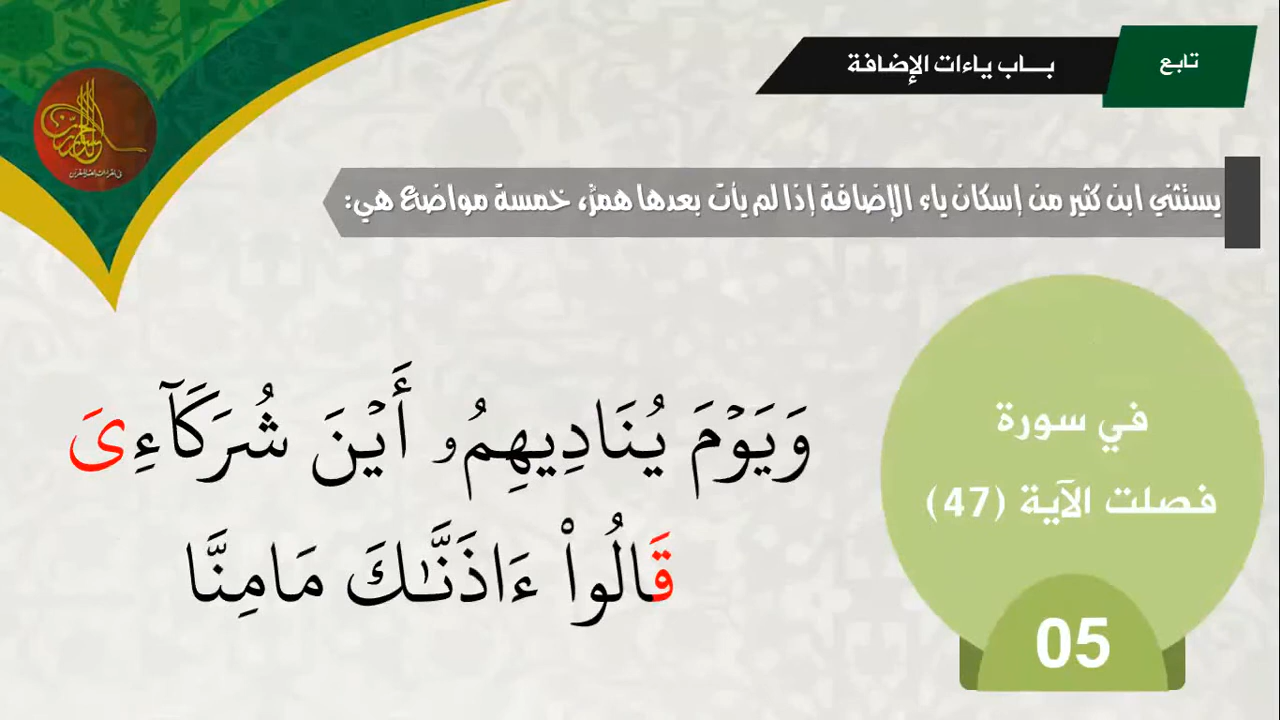 تابع
بــاب ياءات الإضافة
يستثني ابن كثير من إسكان ياء الإضافة إذا لم يأت بعدها همزٌ، خمسة مواضع هي:
في سورة
فصلت الآية (47)
05
وَيَوۡمَ يُنَادِيهِمُۥ أَيۡنَ شُرَكَآءِىَ
قَالُوا۟ ءَاذَنَّـٰكَ مَامِنَّا